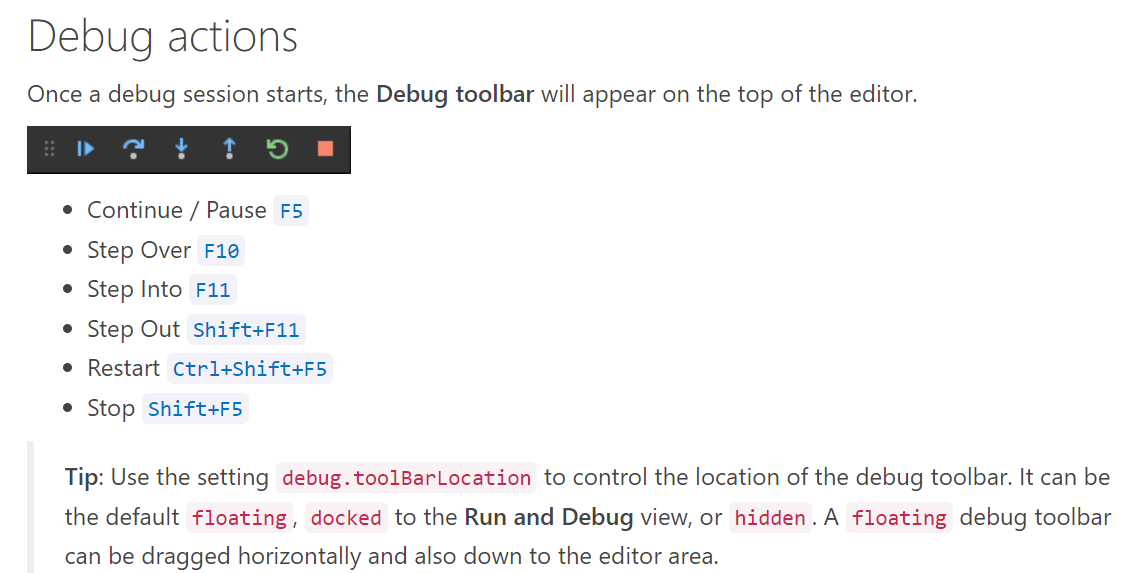 Debug actions
Once a debug session starts, the Debug toolbar will appear on the top of the editor.
• Continue / Pause F5
• Step Over F10
• Step Into F11
• Step Out Shift+F11
• Restart Ctrl+Shift+F5
• Stop Shift+F5
Tip: Use the setting debug.toolBarLocation to control the location of the debug toolbar. It can be
the default floating, docked to the Run and Debug view, or hidden. A floating debug toolbar
can be dragged horizontally and also down to the editor area.